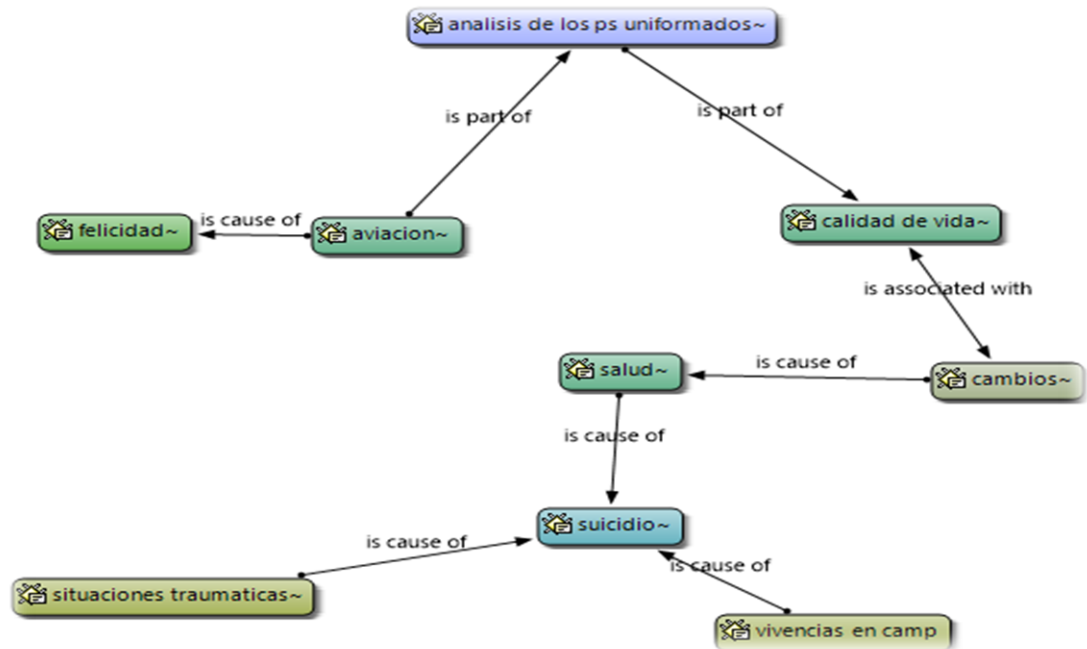 analisis de los ps uniformados~
is part of
is part of
felicidad~
is cause of
aviacion~
calidad de vida~
is associated with
salud~
is cause of
cambios~
is cause of
suicidio~
is cause of
is cause of
situaciones traumaticas~
vivencias en camp